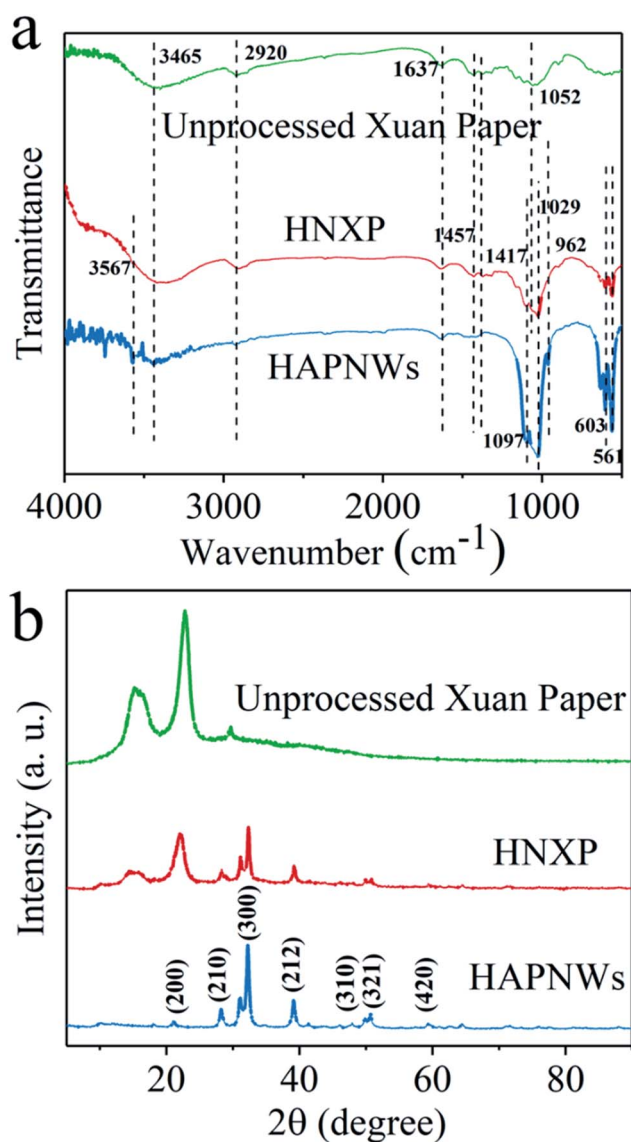 a
3465
2920
1637
1052
Unprocessed Xuan Paper
HNXP
3567
1457
1417
1029
962
HAPNWs
1097
603
561
Transmittance
4000
3000
2000
1000
Wavenumber (cm⁻¹)
b
Unprocessed Xuan Paper
HNXP
HAPNWs
(200)
(210)
(300)
(212)
(310)
(321)
(420)
Intensity (a. u.)
20
40
60
80
2θ (degree)